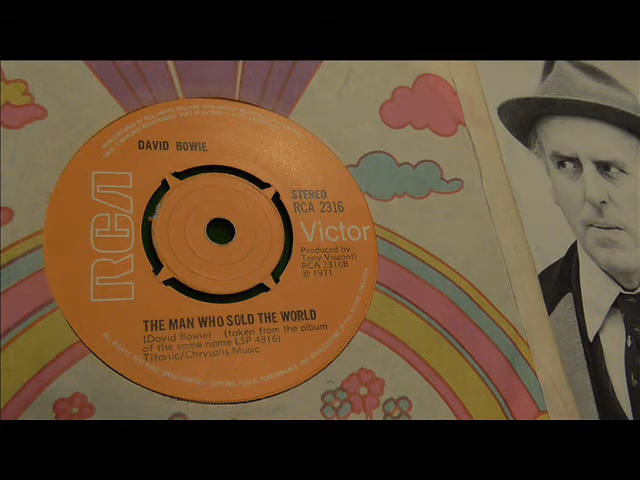 DAVID BOWIE
RCA
STEREO
RCA 2316
Victor
Produced by
Tony Visconti
RCA 2316B
℗ 1971
THE MAN WHO SOLD THE WORLD
(David Bowie) (taken from the album
of the same name LSP 4816)
Titanic/Chrysalis Music